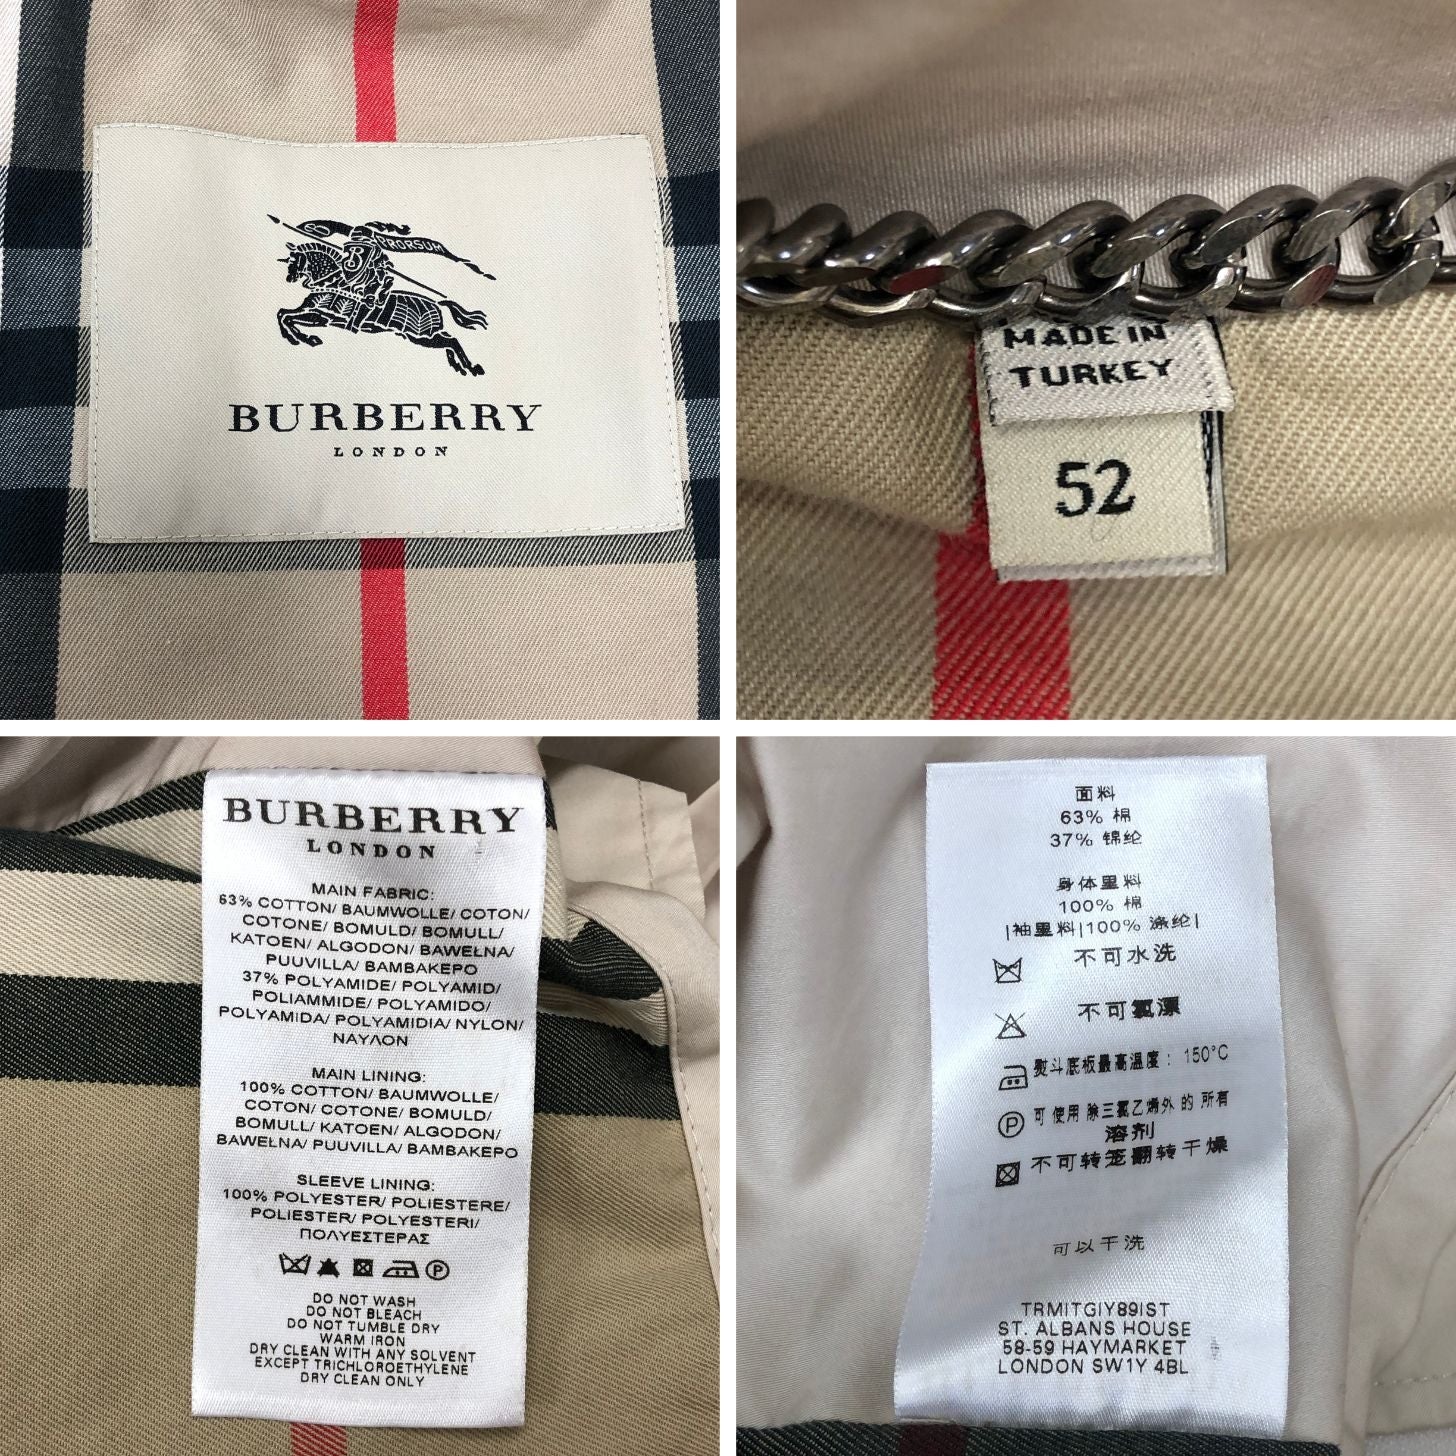 PRORSUM
BURBERRY
LONDON
MADE IN
TURKEY
52
BURBERRY
LONDON
MAIN FABRIC:
63% COTTON/ BAUMWOLLE/ COTON/
COTONE/ BOMULD/ BOMULL/
KATOEN/ ALGODON/ BAWEŁNA/
PUUVILLA/ ΒΑΜΒΑΚΕΡΟ
37% POLYAMIDE/ POLYAMID/
POLIAMMIDE/ POLYAMIDO/
POLYAMIDA/ POLYAMIDIA/ NYLON/
ΝΑΥΛΟΝ
MAIN LINING:
100% COTTON/ BAUMWOLLE/
COTON/ COTONE/ BOMULD/
BOMULL/ KATOEN/ ALGODON/
BAWEŁNA/ PUUVILLA/ ΒΑΜΒΑΚΕΡΟ
SLEEVE LINING:
100% POLYESTER/ POLIESTERE/
POLIESTER/ POLYESTERI/
ΠΟΛΥΕΣΤΕΡΑΣ
P
DO NOT WASH
DO NOT BLEACH
DO NOT TUMBLE DRY
WARM IRON
DRY CLEAN WITH ANY SOLVENT
EXCEPT TRICHLOROETHYLENE
DRY CLEAN ONLY
面料
63% 棉
37% 锦纶
身体里料
100% 棉
|袖里料|100% 涤纶|
不可水洗
不可氯漂
熨斗底板最高温度: 150°C
P 可使用 除三氯乙烯外 的 所有
溶剂
不可转笼翻转干燥
可以干洗
TRMITGIY89IST
ST. ALBANS HOUSE
58-59 HAYMARKET
LONDON SW1Y 4BL